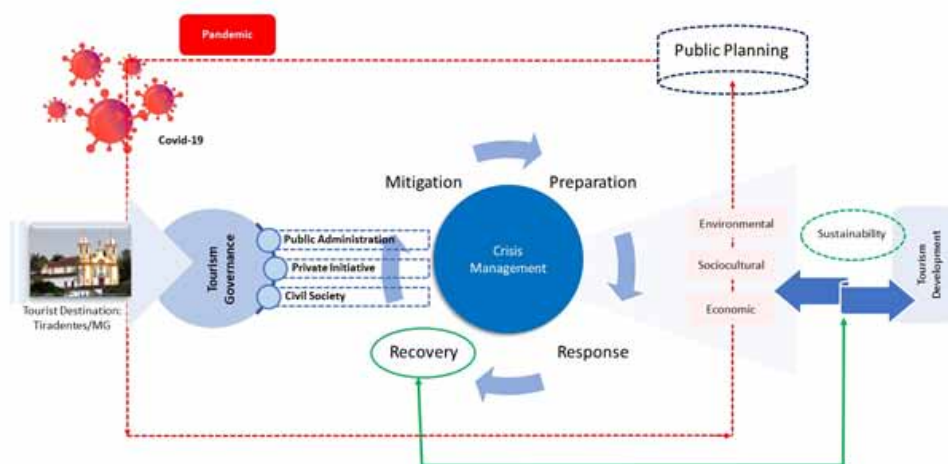 Pandemic
Public Planning
Covid-19
Mitigation
Preparation
Tourism
Governance
Public Administration
Private Initiative
Civil Society
Crisis
Management
Environmental
Sociocultural
Economic
Sustainability
Tourism
Development
Tourist Destination:
Tiradentes/MG
Recovery
Response